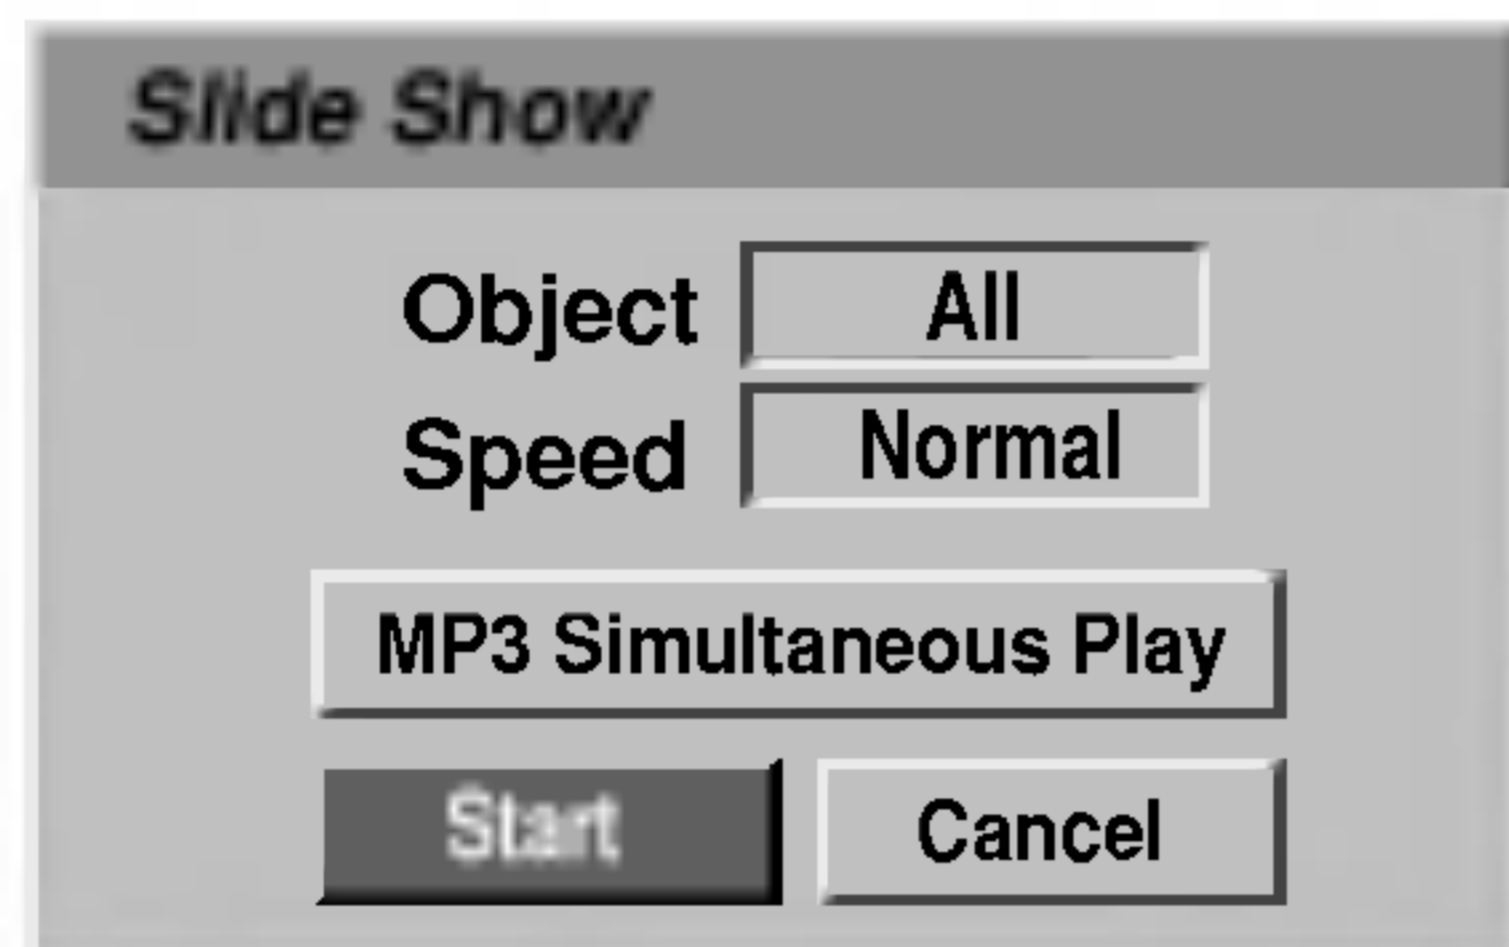 Slide Show
Object All
Speed Normal
MP3 Simultaneous Play
Start Cancel